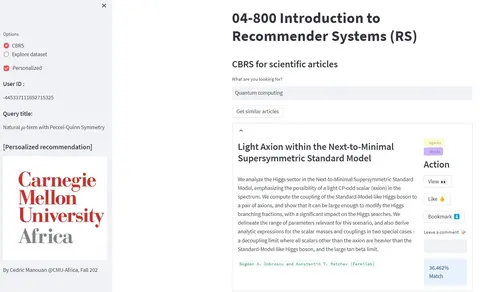 Options
CBRS
Explore dataset
Personalized
User ID :
Query title:
Natural μ-term with Peccei-Quinn Symmetry
[Persoalized recommendation]
Carnegie
Mellon
University
Africa
By Cedric Manouan @CMU-Africa, Fall 202
04-800 Introduction to
Recommender Systems (RS)
CBRS for scientific articles
What are you looking for?
Quantum computing
Get similar articles
Light Axion within the Next-to-Minimal
Supersymmetric Standard Model
We analyze the Higgs sector in the Next-to-Minimal Supersymmetric Standard
Model, emphasizing the possibility of a light CP-odd scalar (axion) in the
spectrum. We compute the coupling of the Standard-Model-like Higgs boson to
a pair of axions, and show that it can be large enough to modify the Higgs
branching fractions, with a significant impact on the Higgs searches. We
delineate the range of parameters relevant for this scenario, and also derive
analytic expressions for the scalar masses and couplings in two special cases -
a decoupling limit where all scalars other than the axion are heavier than the
Standard-Model-like Higgs boson, and the large tan beta limit.
Bogdan A. Dobrescu and Konstantin T. Matchev (Fermilab)
Action
View 👀
Like 👍
Bookmark
Leave a comment
36.462%
Match